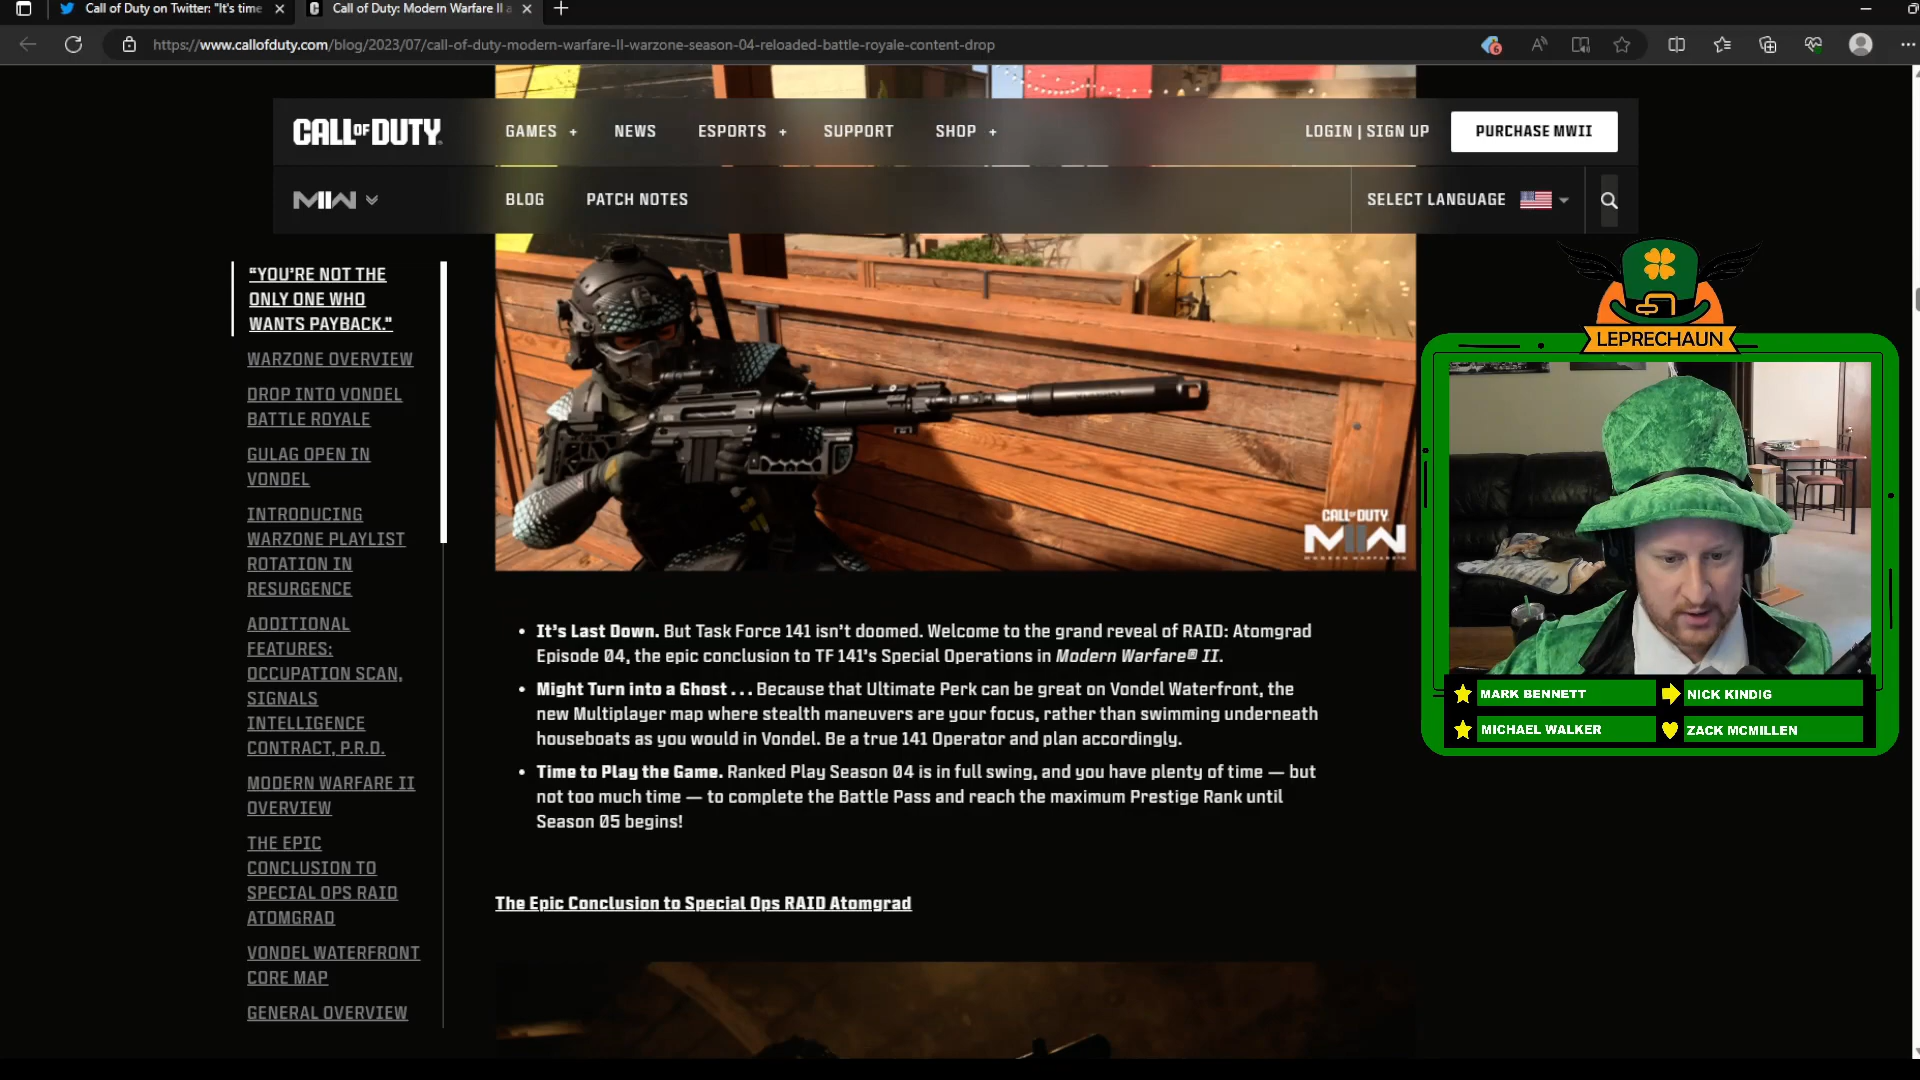 Call of Duty on Twitter: "It's time
Call of Duty: Modern Warfare II a
https://www.callofduty.com/blog/2023/07/call-of-duty-modern-warfare-II-warzone-season-04-reloaded-battle-royale-content-drop
6
CALL OF DUTY
GAMES +
NEWS
ESPORTS +
SUPPORT
SHOP +
LOGIN | SIGN UP
PURCHASE MWII
MIIW
BLOG
PATCH NOTES
SELECT LANGUAGE
"YOU'RE NOT THE
ONLY ONE WHO
WANTS PAYBACK."
WARZONE OVERVIEW
DROP INTO VONDEL
BATTLE ROYALE
GULAG OPEN IN
VONDEL
INTRODUCING
WARZONE PLAYLIST
ROTATION IN
RESURGENCE
ADDITIONAL
FEATURES:
OCCUPATION SCAN,
SIGNALS
INTELLIGENCE
CONTRACT, P.R.D.
MODERN WARFARE II
OVERVIEW
THE EPIC
CONCLUSION TO
SPECIAL OPS RAID
ATOMGRAD
VONDEL WATERFRONT
CORE MAP
GENERAL OVERVIEW
CALL OF DUTY
MIIW
MODERN WARFARE II
• It's Last Down. But Task Force 141 isn't doomed. Welcome to the grand reveal of RAID: Atomgrad
Episode 04, the epic conclusion to TF 141's Special Operations in Modern Warfare® II.
• Might Turn into a Ghost . . . Because that Ultimate Perk can be great on Vondel Waterfront, the
new Multiplayer map where stealth maneuvers are your focus, rather than swimming underneath
houseboats as you would in Vondel. Be a true 141 Operator and plan accordingly.
• Time to Play the Game. Ranked Play Season 04 is in full swing, and you have plenty of time — but
not too much time — to complete the Battle Pass and reach the maximum Prestige Rank until
Season 05 begins!
The Epic Conclusion to Special Ops RAID Atomgrad
LEPRECHAUN
MARK BENNETT
NICK KINDIG
MICHAEL WALKER
ZACK MCMILLEN